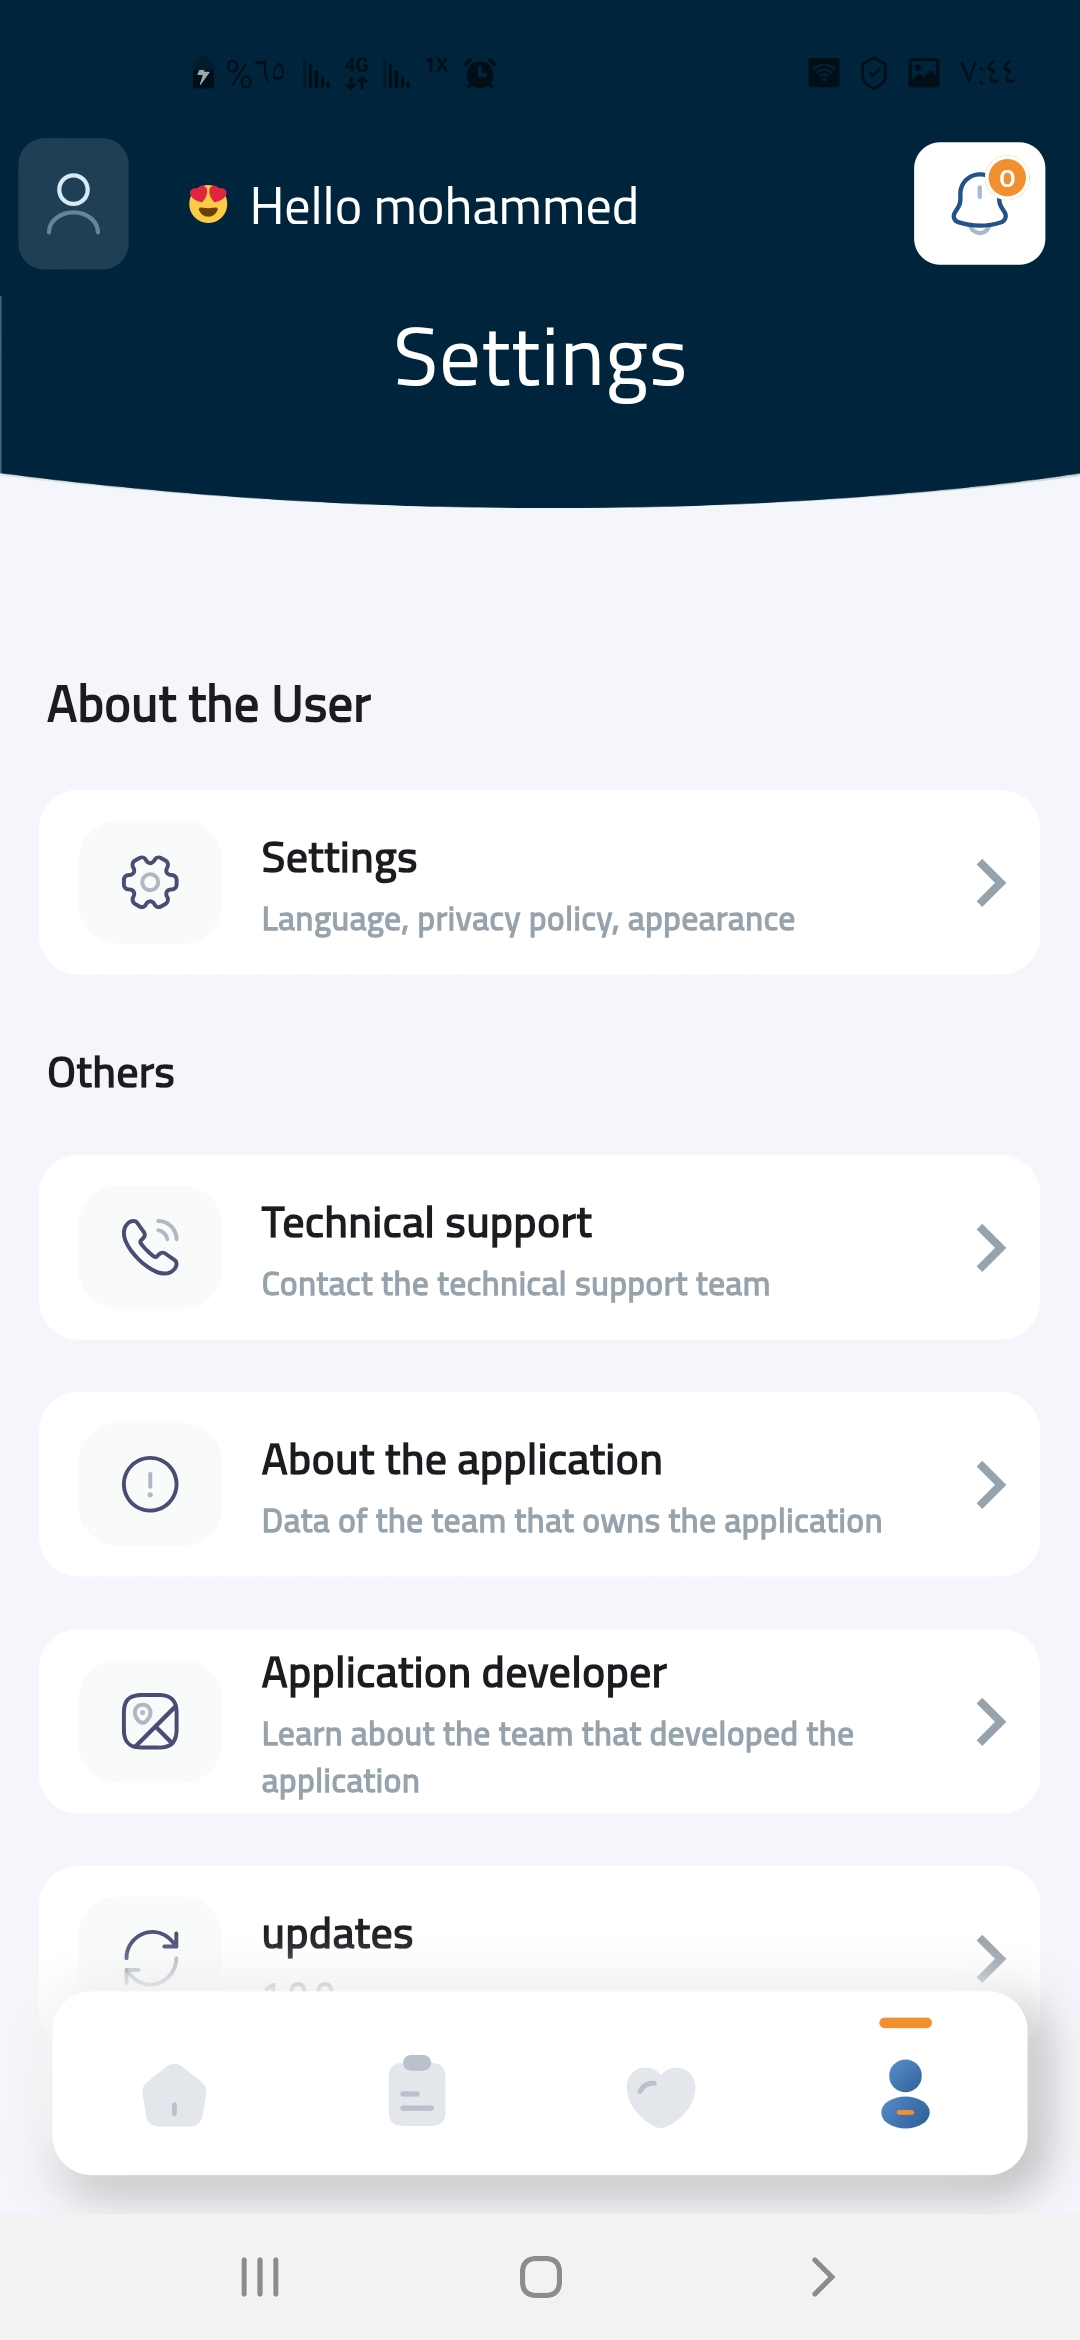 %٦٥ 4G 1X ٧:٤٤
Hello mohammed 0
Settings
About the User
Settings
Language, privacy policy, appearance
Others
Technical support
Contact the technical support team
About the application
Data of the team that owns the application
Application developer
Learn about the team that developed the
application
updates